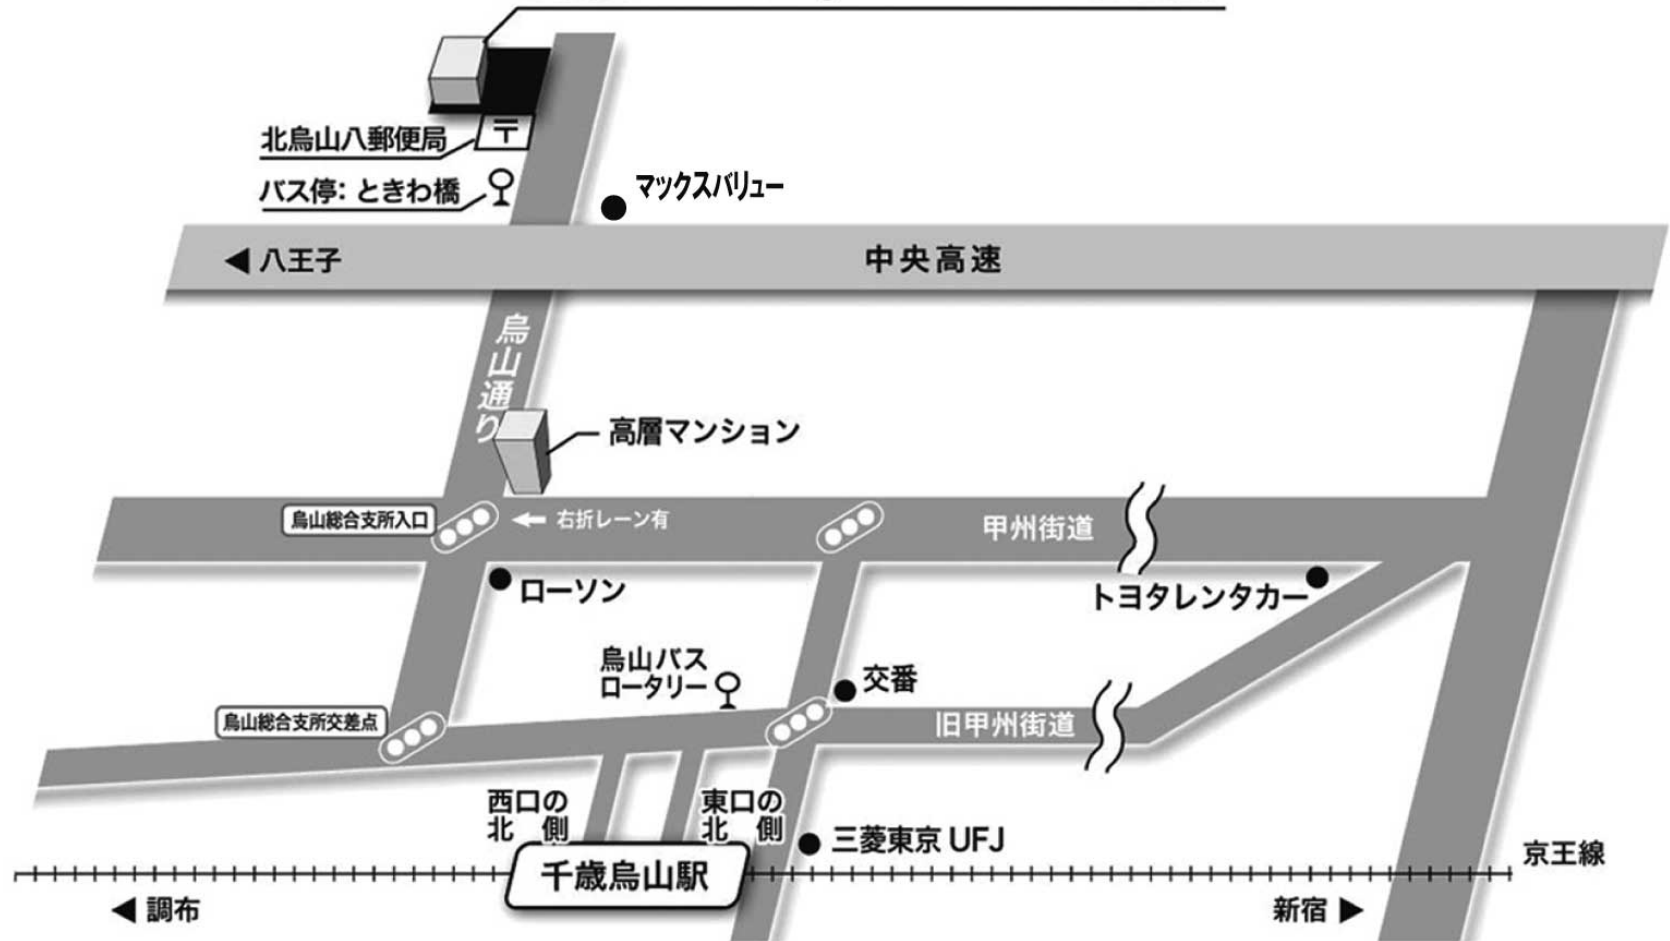 北烏山八郵便局
〒
バス停: ときわ橋
マックスバリュー
八王子
中央高速
烏山通り
高層マンション
烏山総合支所入口
右折レーン有
甲州街道
ローソン
トヨタレンタカー
烏山バス
ロータリー
交番
烏山総合支所交差点
旧甲州街道
西口の
北 側
東口の
北 側
三菱東京 UFJ
千歳烏山駅
京王線
調布
新宿